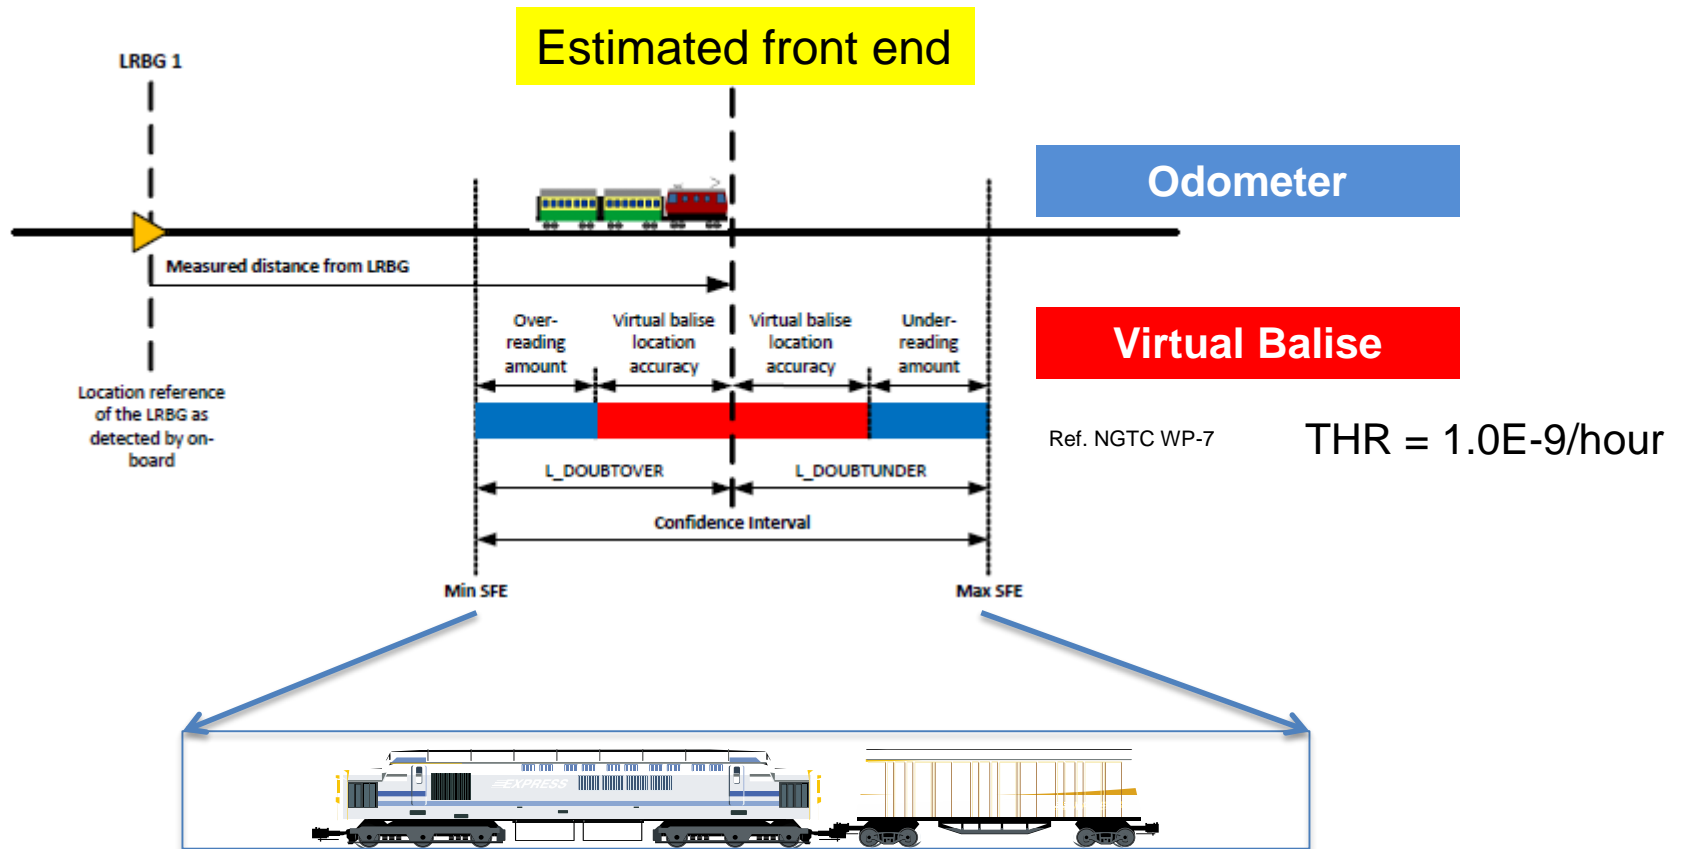 Estimated front end
LRBG 1
Odometer
Measured distance from LRBG
Over-
reading
amount
Virtual balise
location
accuracy
Virtual balise
location
accuracy
Under-
reading
amount
Virtual Balise
Location reference
of the LRBG as
detected by on-
board
Ref. NGTC WP-7
THR = 1.0E-9/hour
L_DOUBTOVER
L_DOUBTUNDER
Confidence Interval
Min SFE
Max SFE
EXPRESS